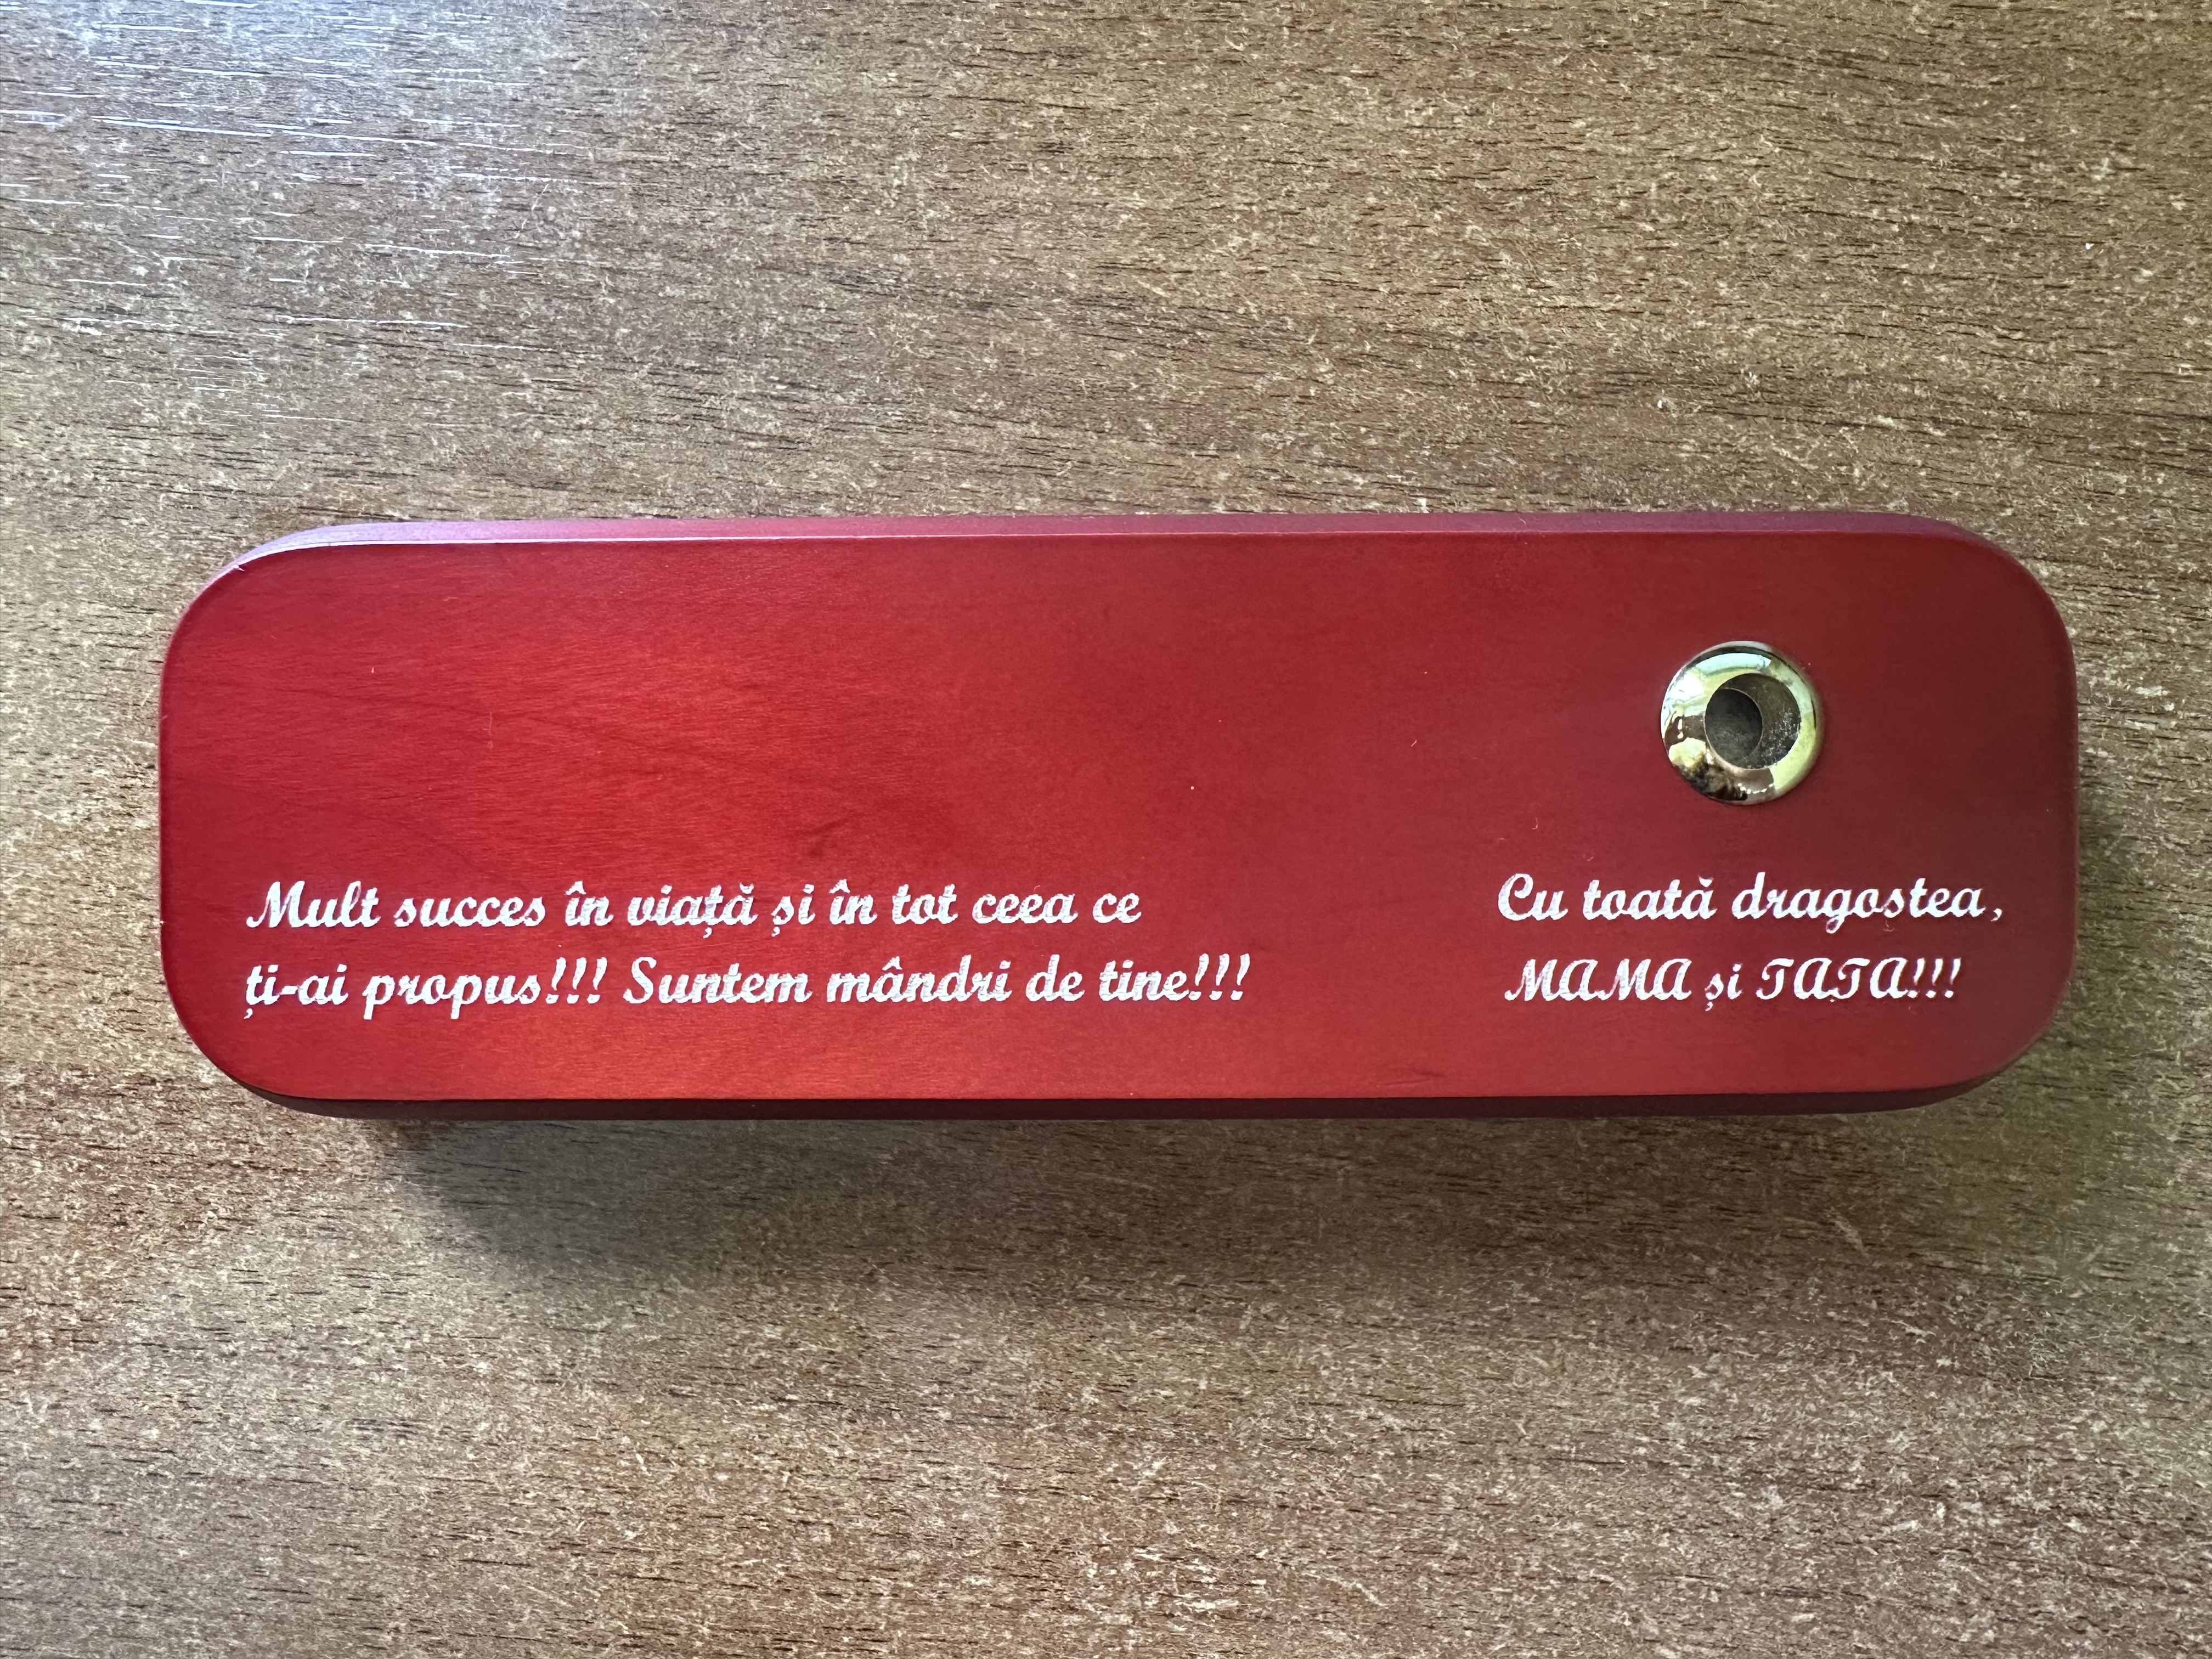 Mult succes în viață și în tot ceea ce
ți-ai propus!!! Suntem mândri de tine!!!
Cu toată dragostea,
MAMA și TATA!!!